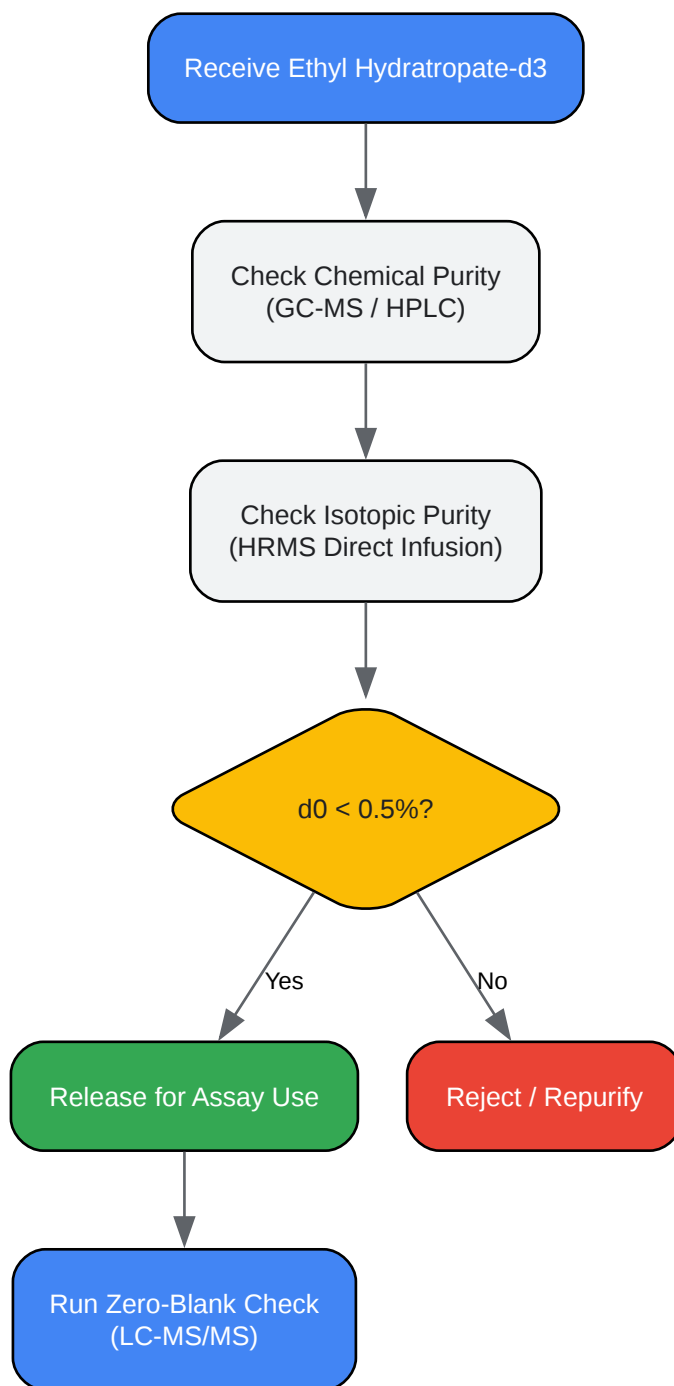 Receive Ethyl Hydratropate-d3
Check Chemical Purity
(GC-MS / HPLC)
Check Isotopic Purity
(HRMS Direct Infusion)
d0 < 0.5%?
Yes
No
Release for Assay Use
Reject / Repurify
Run Zero-Blank Check
(LC-MS/MS)